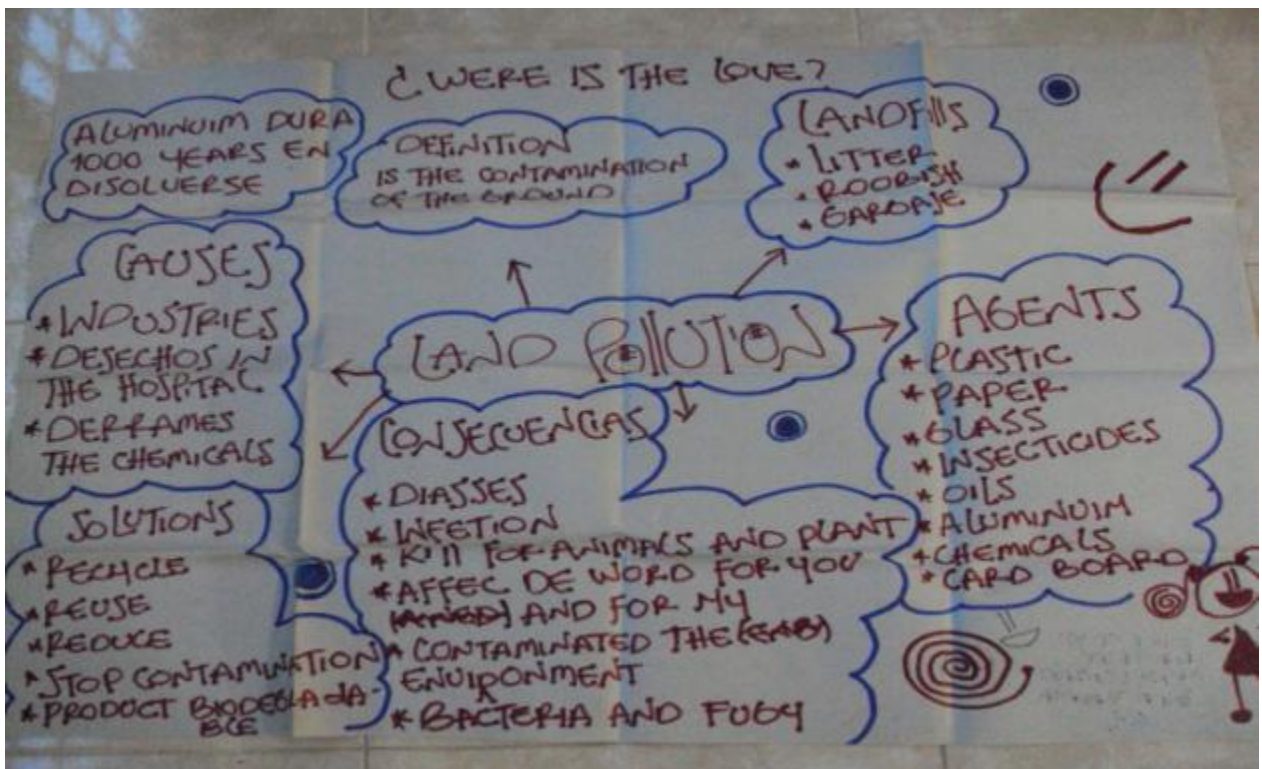 ¿WERE IS THE LOVE?
ALUMINUIM DURA
1000 YEARS EN
DISOLVERSE
DEFINITION
IS THE CONTAMINATION
OF THE GROUND
LANDFIllS
* LITTER
* ROOBISH
* GARBAJE
CAUSES
* INDUSTRIES
* DESECHOS IN
THE HOSPITAL
* DERRAMES
THE CHEMICALS
LAND POllUTION
AGENTS
* PLASTIC
* PAPER
* GLASS
* INSECTICIDES
* OILS
* ALUMINUIM
* CHEMICALS
* CARD BOARD
CONSECUENCIAS
* DIASSES
* INFETION
* KIll FOR ANIMALS AND PLANT
* AFFEC DE WORD FOR YOU
AND FOR MY
* CONTAMINATED THE
ENVIRONMENT
* BACTERIA AND FUGY
SOLUTIONS
* RECYCLE
* REUSE
* REDUCE
* STOP CONTAMINATION
* PRODUCT BIODEGLADA-
BLE